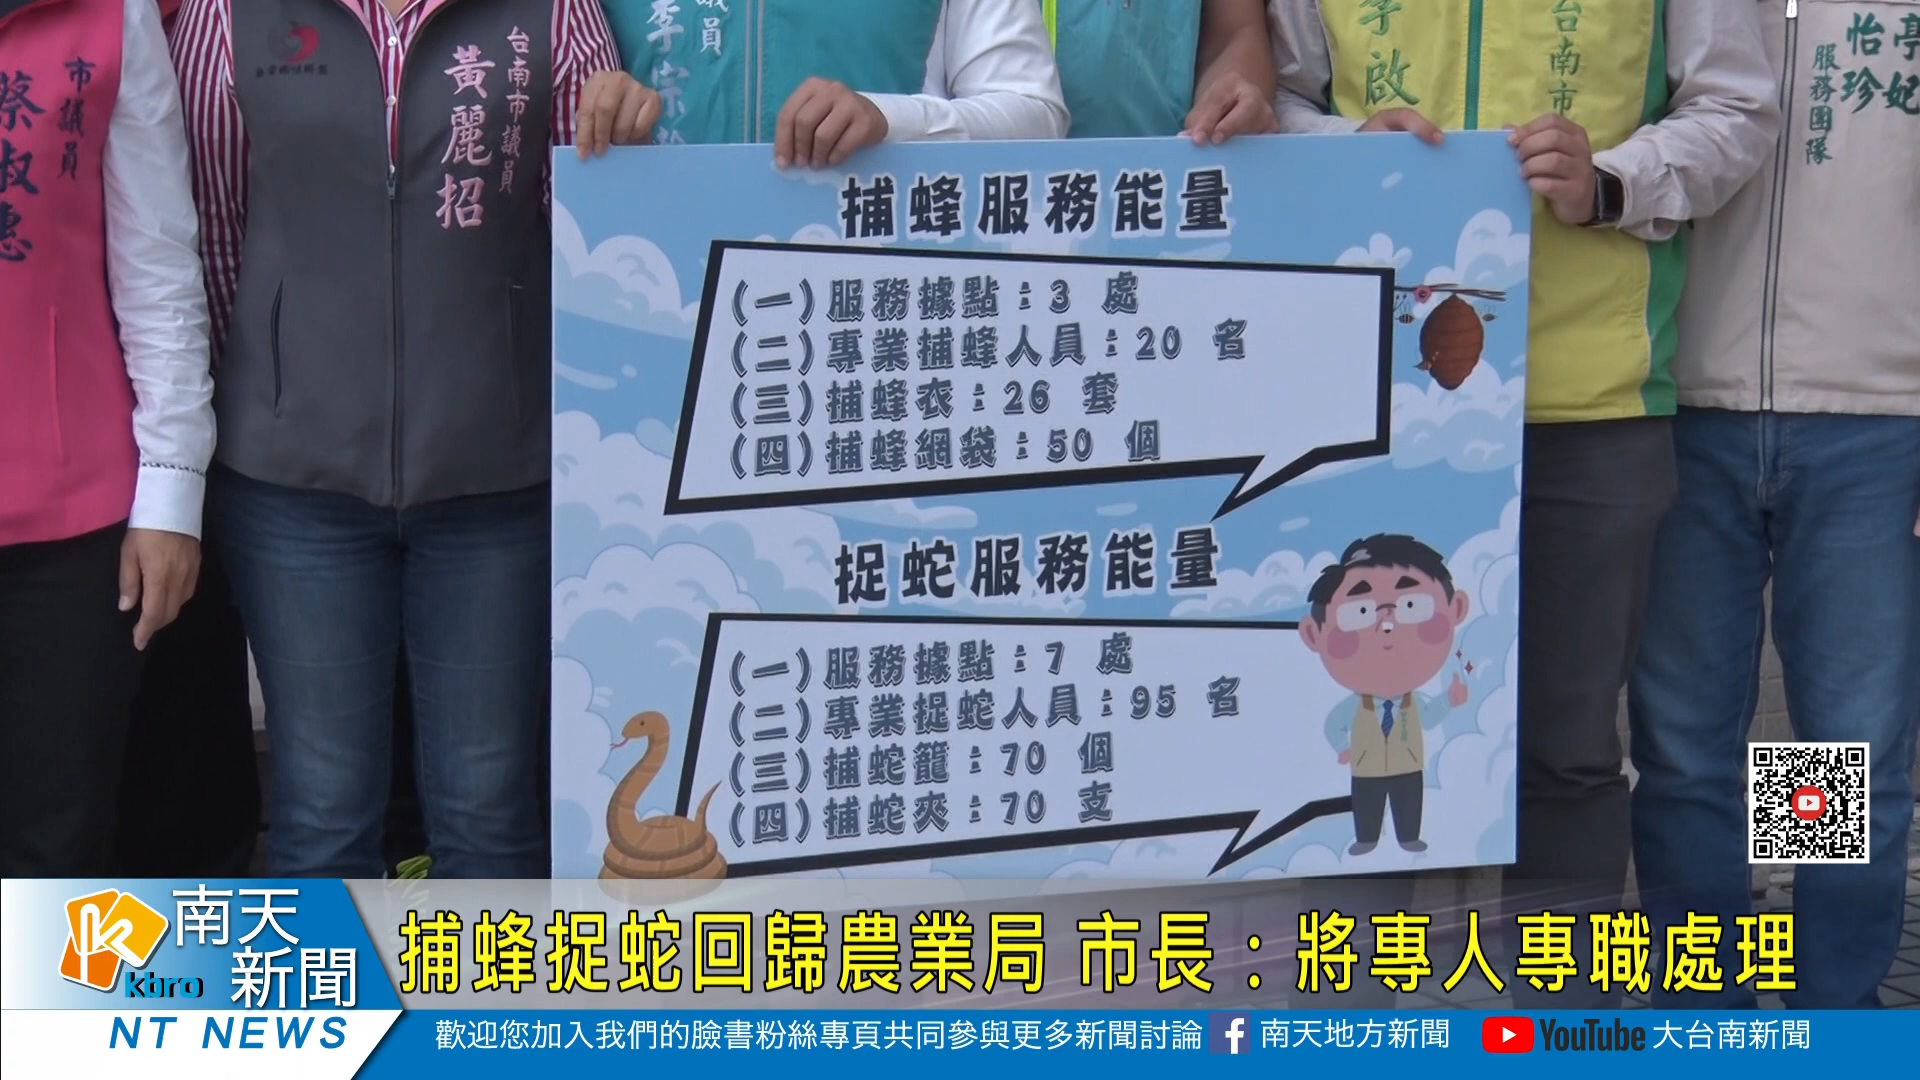 市議員
蔡淑惠
台南市議員
黃麗招
議員
李宗
李啟
台南市
亭妃
怡珍
服務團隊
捕蜂服務能量
(一)服務據點:3 處
(二)專業捕蜂人員:20 名
(三)捕蜂衣:26 套
(四)捕蜂網袋:50 個
捉蛇服務能量
(一)服務據點:7 處
(二)專業捉蛇人員:95 名
(三)捕蛇籠:70 個
(四)捕蛇夾:70 支
南天新聞
kbro
NT NEWS
捕蜂捉蛇回歸農業局 市長：將專人專職處理
歡迎您加入我們的臉書粉絲專頁共同參與更多新聞討論 南天地方新聞 YouTube 大台南新聞